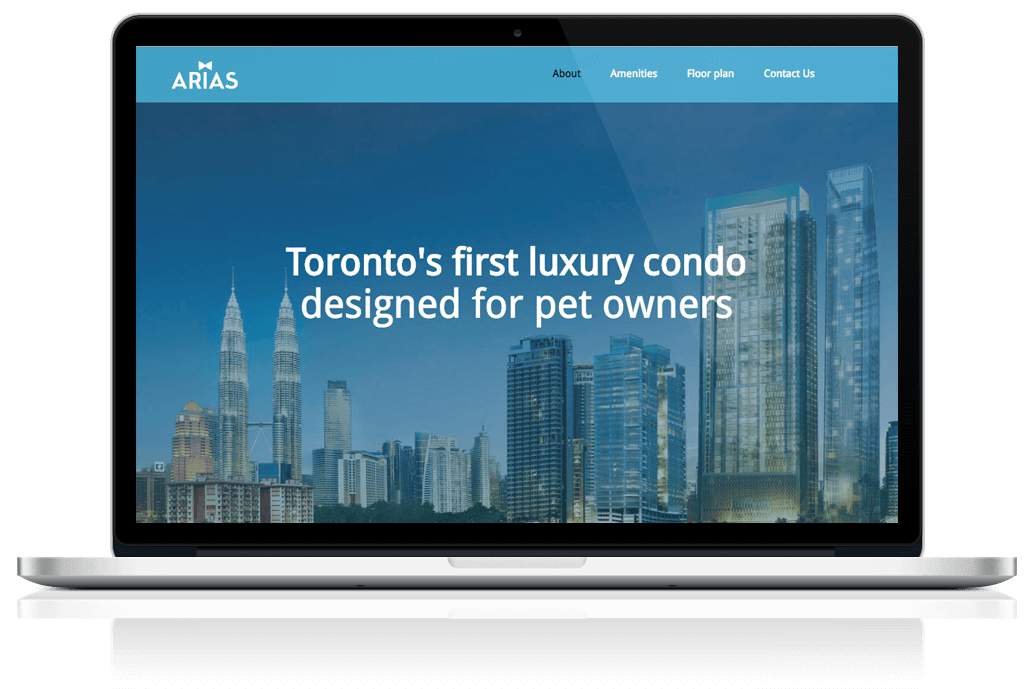 ARIAS
About Amenities Floor plan Contact Us
Toronto's first luxury condo
designed for pet owners